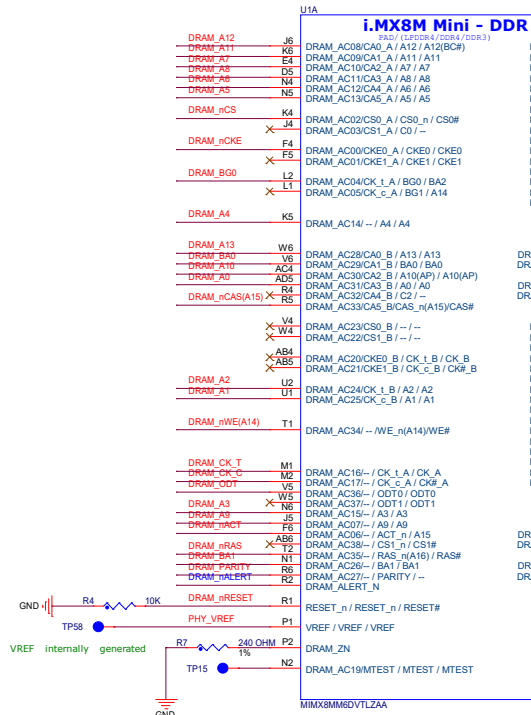 U1A
i.MX8M Mini - DDR
PAD/(LPDDR4/DDR4/DDR3)
DRAM_A12 J6 DRAM_AC08/CA0_A / A12 / A12(BC#)
DRAM_A11 K6 DRAM_AC09/CA1_A / A11 / A11
DRAM_A7 E4 DRAM_AC10/CA2_A / A7 / A7
DRAM_A8 D5 DRAM_AC11/CA3_A / A8 / A8
DRAM_A6 N4 DRAM_AC12/CA4_A / A6 / A6
DRAM_A5 N5 DRAM_AC13/CA5_A / A5 / A5
DRAM_nCS K4 DRAM_AC02/CS0_A / CS0_n / CS0#
J4 DRAM_AC03/CS1_A / C0 / --
DRAM_nCKE F4 DRAM_AC00/CKE0_A / CKE0 / CKE0
F5 DRAM_AC01/CKE1_A / CKE1 / CKE1
DRAM_BG0 L2 DRAM_AC04/CK_t_A / BG0 / BA2
L1 DRAM_AC05/CK_c_A / BG1 / A14
DRAM_A4 K5 DRAM_AC14/ -- / A4 / A4
DRAM_A13 W6 DRAM_AC28/CA0_B / A13 / A13 DR
DRAM_BA0 V6 DRAM_AC29/CA1_B / BA0 / BA0 DR
DRAM_A10 AC4 DRAM_AC30/CA2_B / A10(AP) / A10(AP)
DRAM_A0 AD5 DRAM_AC31/CA3_B / A0 / A0 DR
R4 DRAM_AC32/CA4_B / C2 / -- DR
DRAM_nCAS(A15) R5 DRAM_AC33/CA5_B/CAS_n(A15)/CAS#
V4 DRAM_AC23/CS0_B / -- / --
W4 DRAM_AC22/CS1_B / -- / --
AB4 DRAM_AC20/CKE0_B / CK_t_B / CK_B
AB5 DRAM_AC21/CKE1_B / CK_c_B / CK#_B
DRAM_A2 U2 DRAM_AC24/CK_t_B / A2 / A2
DRAM_A1 U1 DRAM_AC25/CK_c_B / A1 / A1
DRAM_nWE(A14) T1 DRAM_AC34/ -- /WE_n(A14)/WE#
DRAM_CK_T M1 DRAM_AC16/-- / CK_t_A / CK_A
DRAM_CK_C M2 DRAM_AC17/-- / CK_c_A / CK#_A
DRAM_ODT V5 DRAM_AC36/-- / ODT0 / ODT0
W5 DRAM_AC37/-- / ODT1 / ODT1
DRAM_A3 N6 DRAM_AC15/-- / A3 / A3
DRAM_A9 J5 DRAM_AC07/-- / A9 / A9
DRAM_nACT F6 DRAM_AC06/-- / ACT_n / A15 DR
AB6 DRAM_AC38/-- / CS1_n / CS1# DR
DRAM_nRAS T2 DRAM_AC35/-- / RAS_n(A16) / RAS#
DRAM_BA1 N1 DRAM_AC26/-- / BA1 / BA1 DR
DRAM_PARITY R6 DRAM_AC27/-- / PARITY / -- DR
DRAM_nALERT R2 DRAM_ALERT_N
GND R4 10K DRAM_nRESET R1 RESET_n / RESET_n / RESET#
TP58 PHY_VREF P1 VREF / VREF / VREF
VREF internally generated R7 240 OHM P2 DRAM_ZN
1%
TP15 N2 DRAM_AC19/MTEST / MTEST / MTEST
MIMX8MM6DVTLZAA
GND